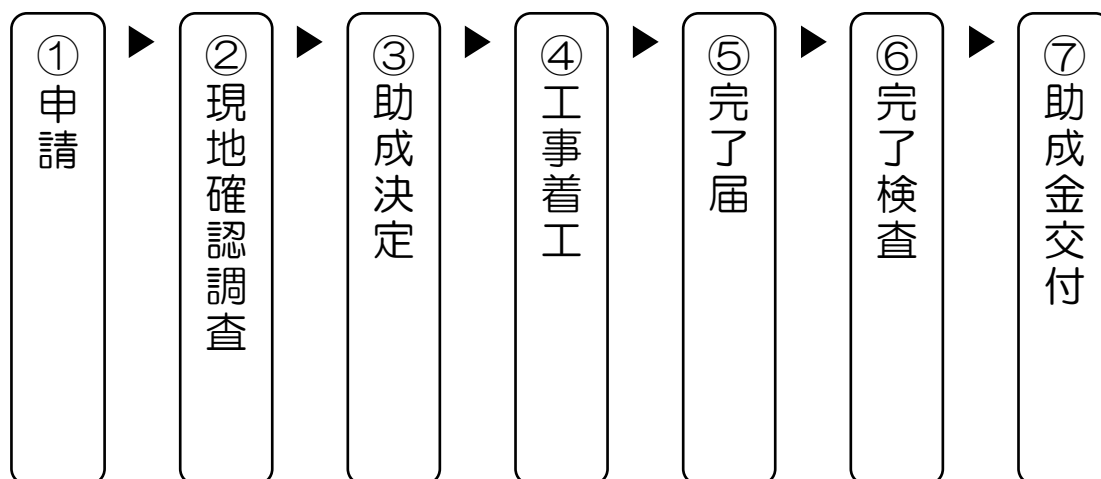 ①申請
②現地確認調査
③助成決定
④工事着工
⑤完了届
⑥完了検査
⑦助成金交付